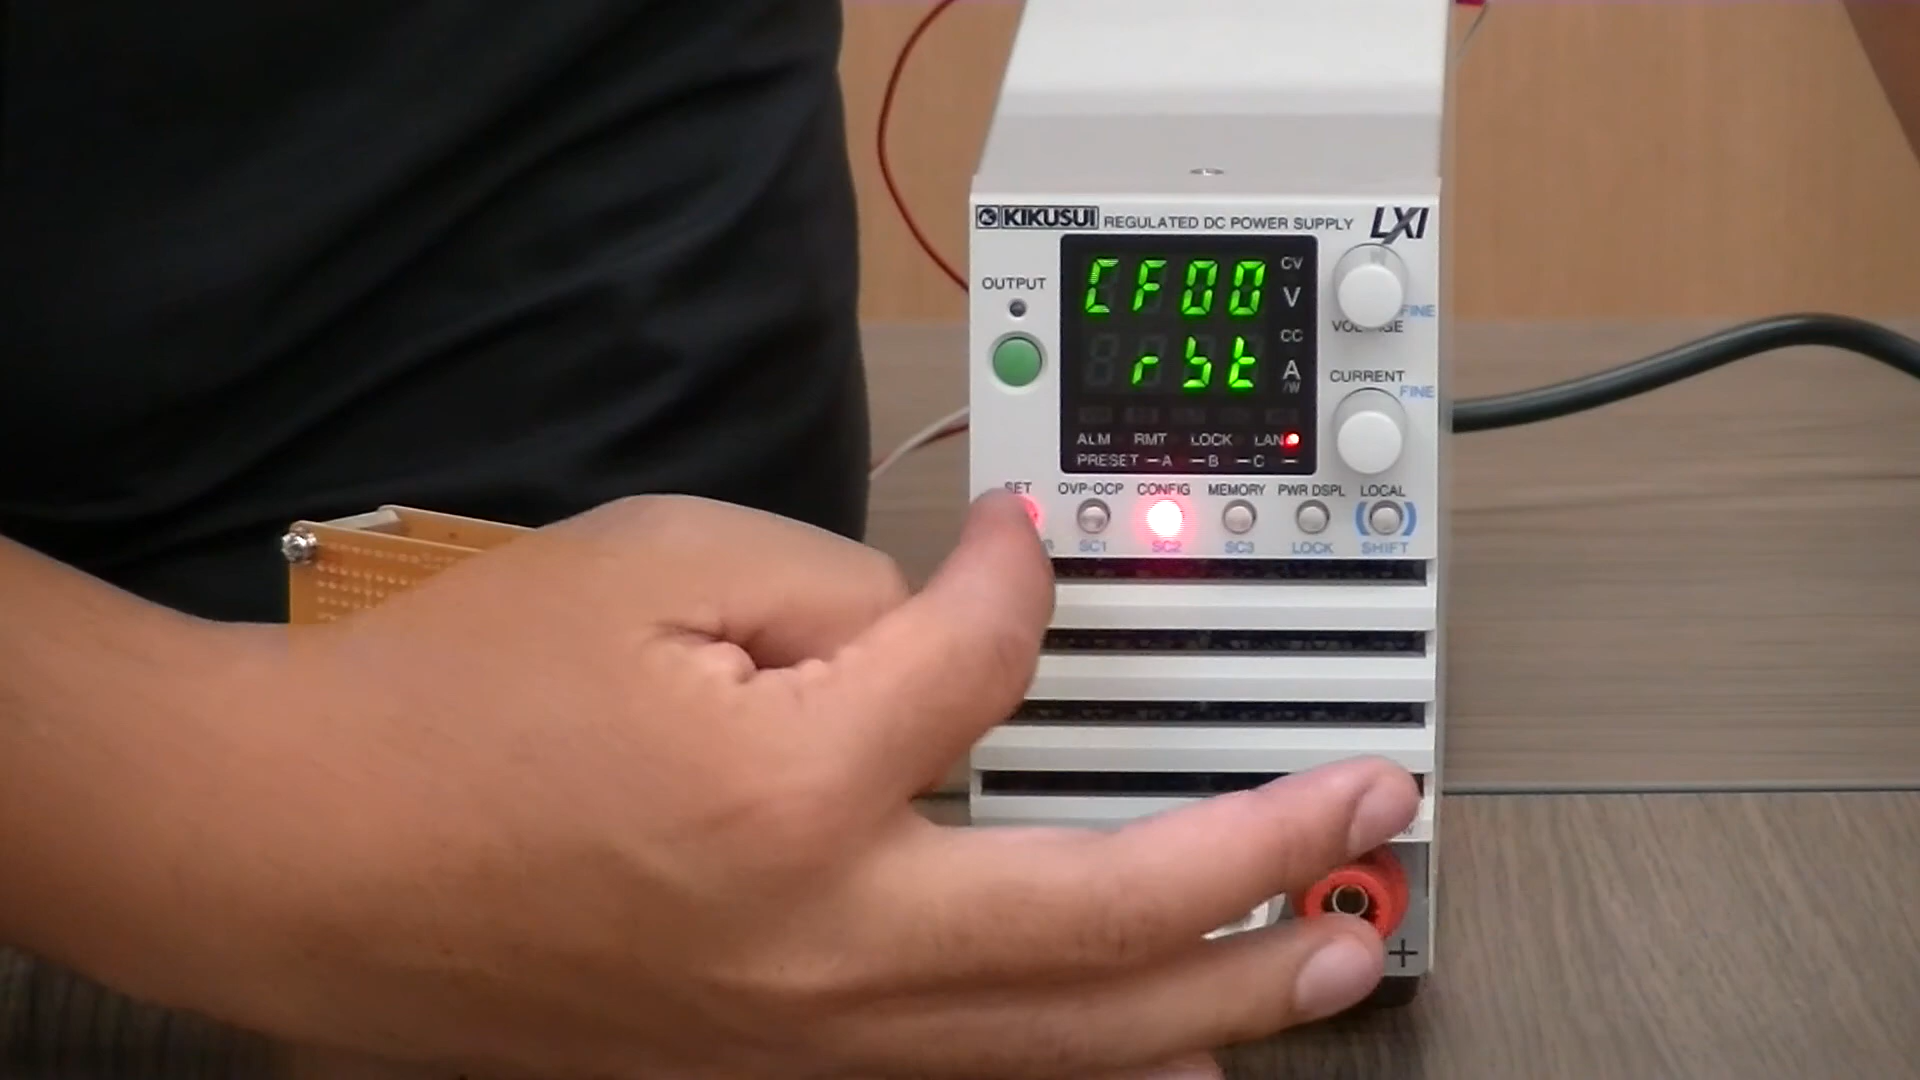 KIKUSUI REGULATED DC POWER SUPPLY LXI
OUTPUT
CF00
CV
V
FINE
VOLTAGE
rSt
CC
A
/W
CURRENT
FINE
ALM RMT LOCK LAN
PRESET -A -B -C -
SET OVP·OCP CONFIG MEMORY PWR DSPL LOCAL
SC1 SC2 SC3 LOCK SHIFT
+